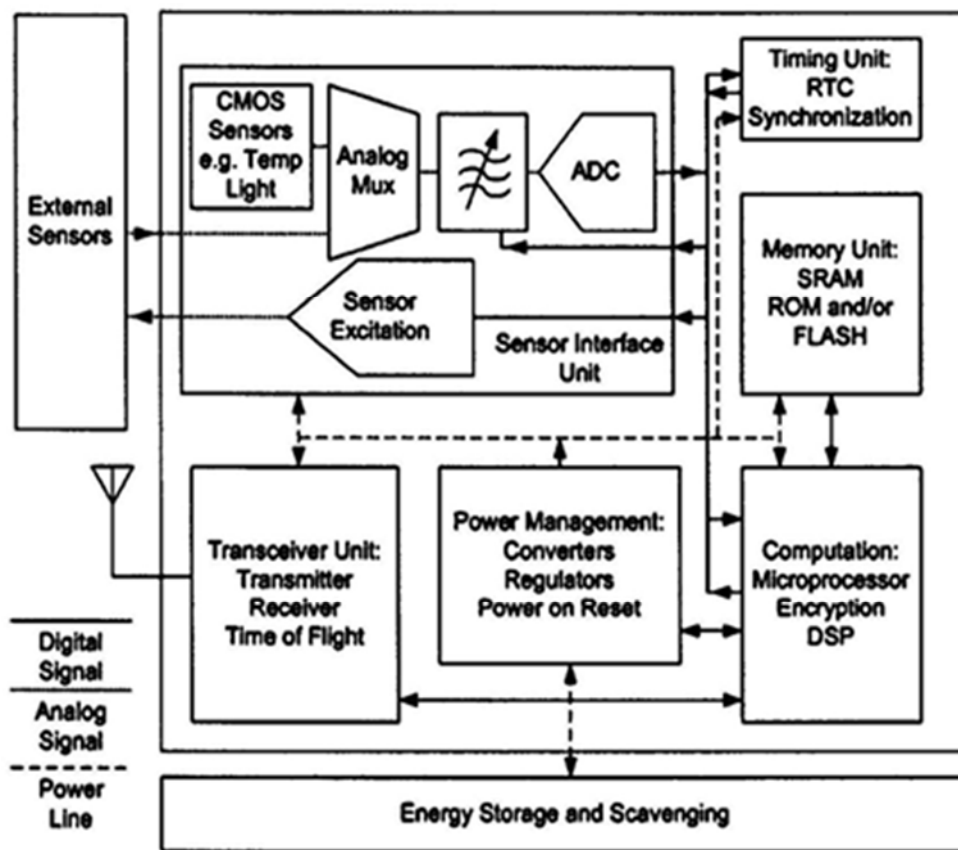 External
Sensors
CMOS
Sensors
e.g. Temp
Light
Analog
Mux
ADC
Timing Unit:
RTC
Synchronization
Sensor
Excitation
Sensor Interface
Unit
Memory Unit:
SRAM
ROM and/or
FLASH
Transceiver Unit:
Transmitter
Receiver
Time of Flight
Power Management:
Converters
Regulators
Power on Reset
Computation:
Microprocessor
Encryption
DSP
Digital
Signal
Analog
Signal
Power
Line
Energy Storage and Scavenging